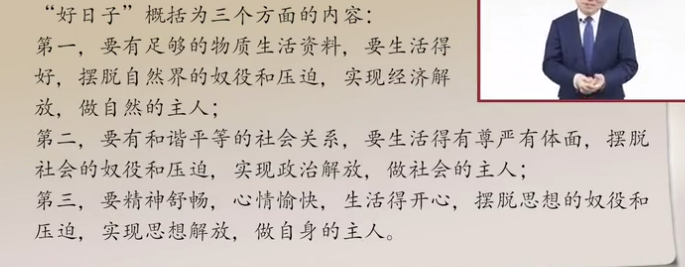 “好日子”概括为三个方面的内容：
第一，要有足够的物质生活资料，要生活得
好，摆脱自然界的奴役和压迫，实现经济解
放，做自然的主人；
第二，要有和谐平等的社会关系，要生活得有尊严有体面，摆脱
社会的奴役和压迫，实现政治解放，做社会的主人；
第三，要精神舒畅，心情愉快，生活得开心，摆脱思想的奴役和
压迫，实现思想解放，做自身的主人。